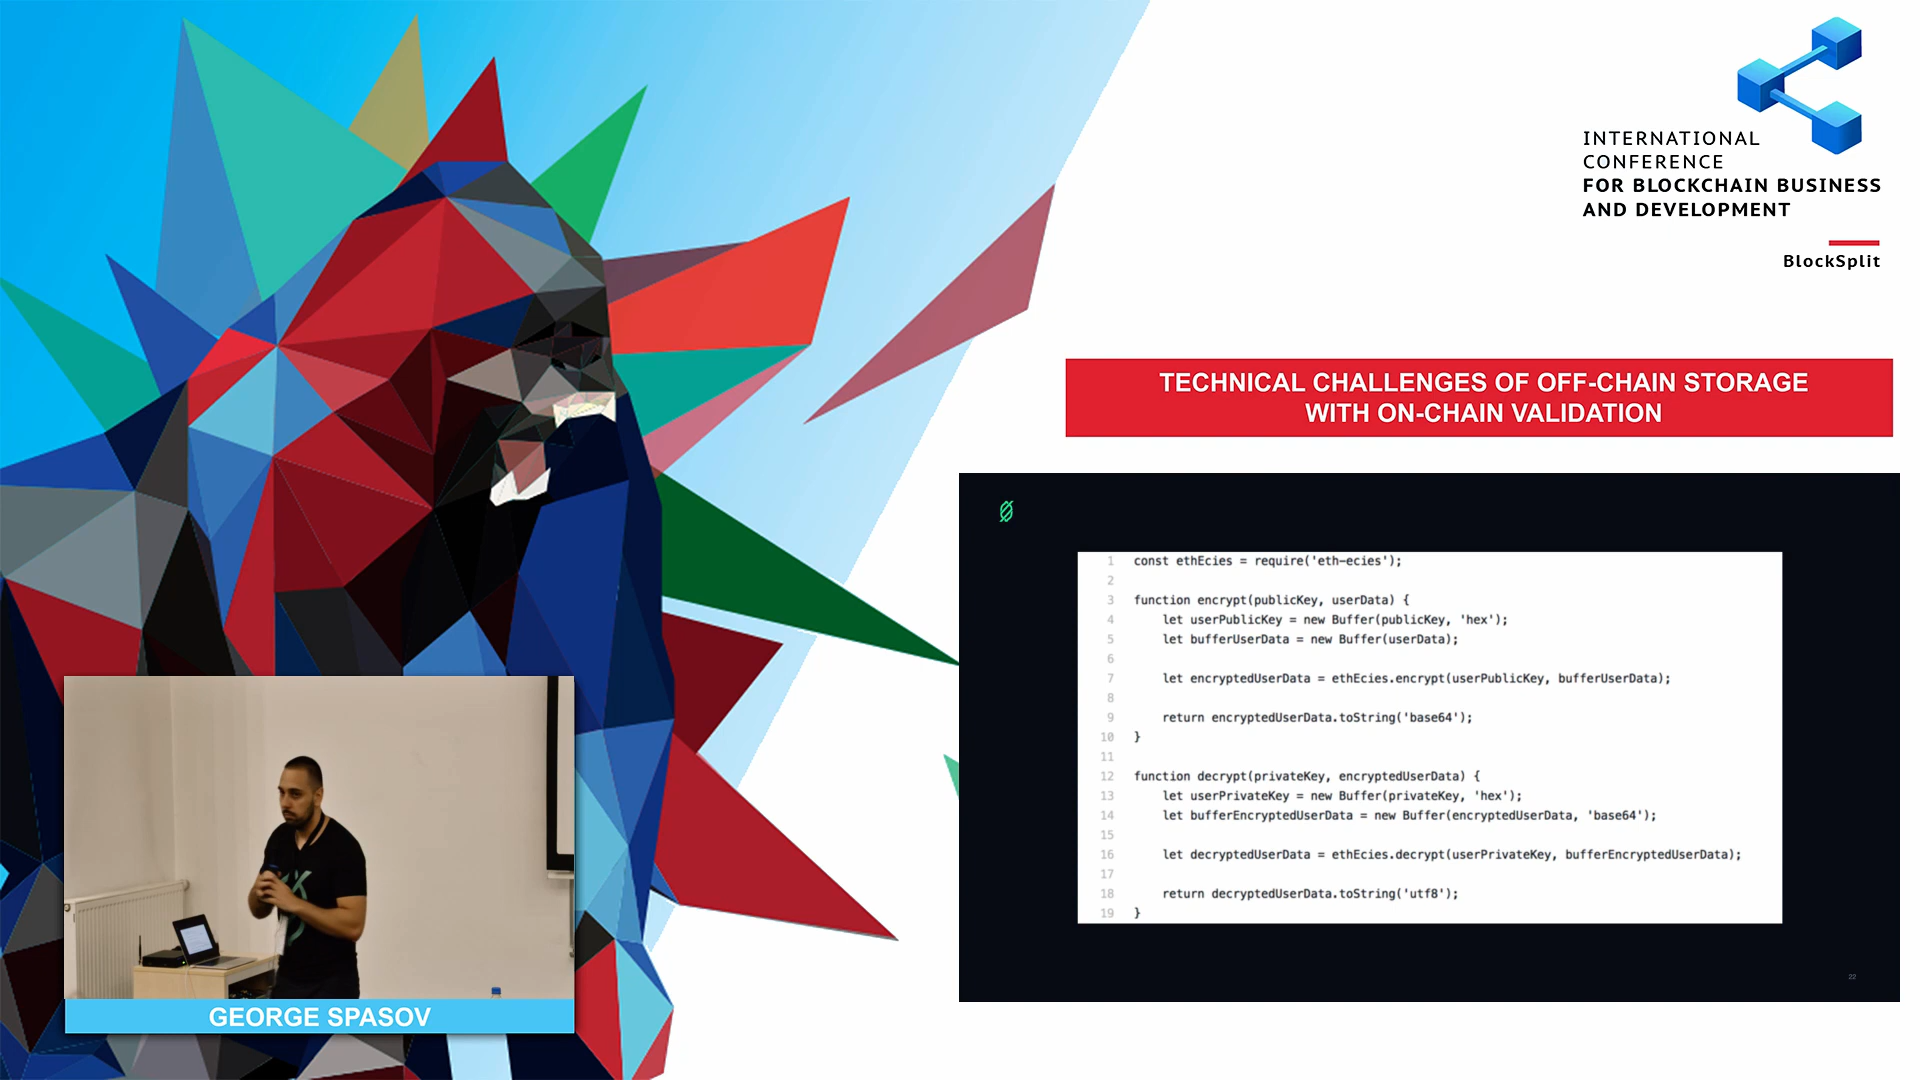 INTERNATIONAL
CONFERENCE
FOR BLOCKCHAIN BUSINESS
AND DEVELOPMENT
BlockSplit
TECHNICAL CHALLENGES OF OFF-CHAIN STORAGE
WITH ON-CHAIN VALIDATION
1 const ethEcies = require('eth-ecies');
2
3 function encrypt(publicKey, userData) {
4 let userPublicKey = new Buffer(publicKey, 'hex');
5 let bufferUserData = new Buffer(userData);
6
7 let encryptedUserData = ethEcies.encrypt(userPublicKey, bufferUserData);
8
9 return encryptedUserData.toString('base64');
10 }
11
12 function decrypt(privateKey, encryptedUserData) {
13 let userPrivateKey = new Buffer(privateKey, 'hex');
14 let bufferEncryptedUserData = new Buffer(encryptedUserData, 'base64');
15
16 let decryptedUserData = ethEcies.decrypt(userPrivateKey, bufferEncryptedUserData);
17
18 return decryptedUserData.toString('utf8');
19 }
22
GEORGE SPASOV